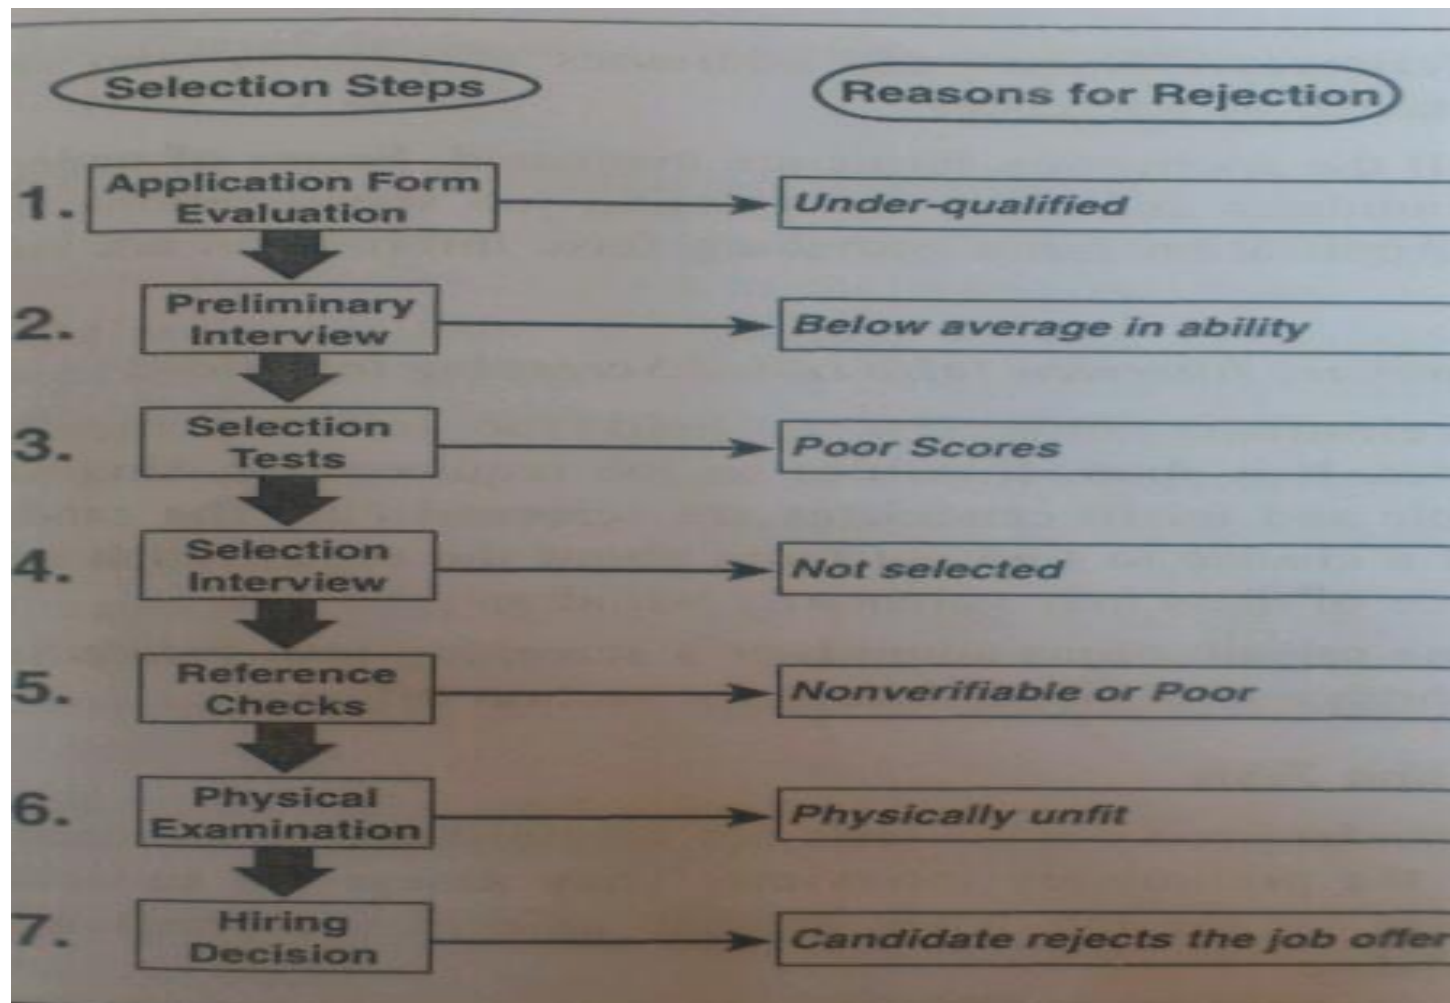 Selection Steps
Reasons for Rejection
1.
Application Form
Evaluation
Under-qualified
2.
Preliminary
Interview
Below average in ability
3.
Selection
Tests
Poor Scores
4.
Selection
Interview
Not selected
5.
Reference
Checks
Nonverifiable or Poor
6.
Physical
Examination
Physically unfit
7.
Hiring
Decision
Candidate rejects the job offer